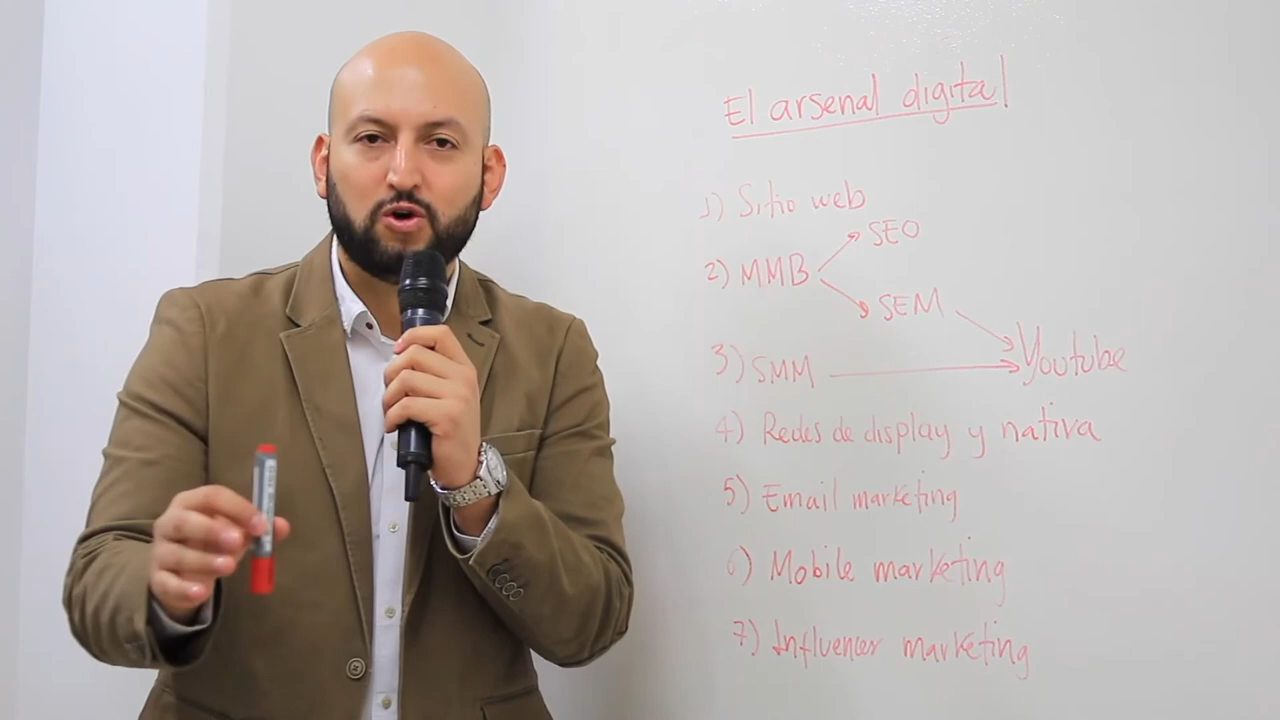 El arsenal digital
1) Sitio web
SEO
2) MMB
SEM
3) SMM
Youtube
4) Redes de display y nativa
5) Email marketing
6) Mobile marketing
7) Influencer marketing